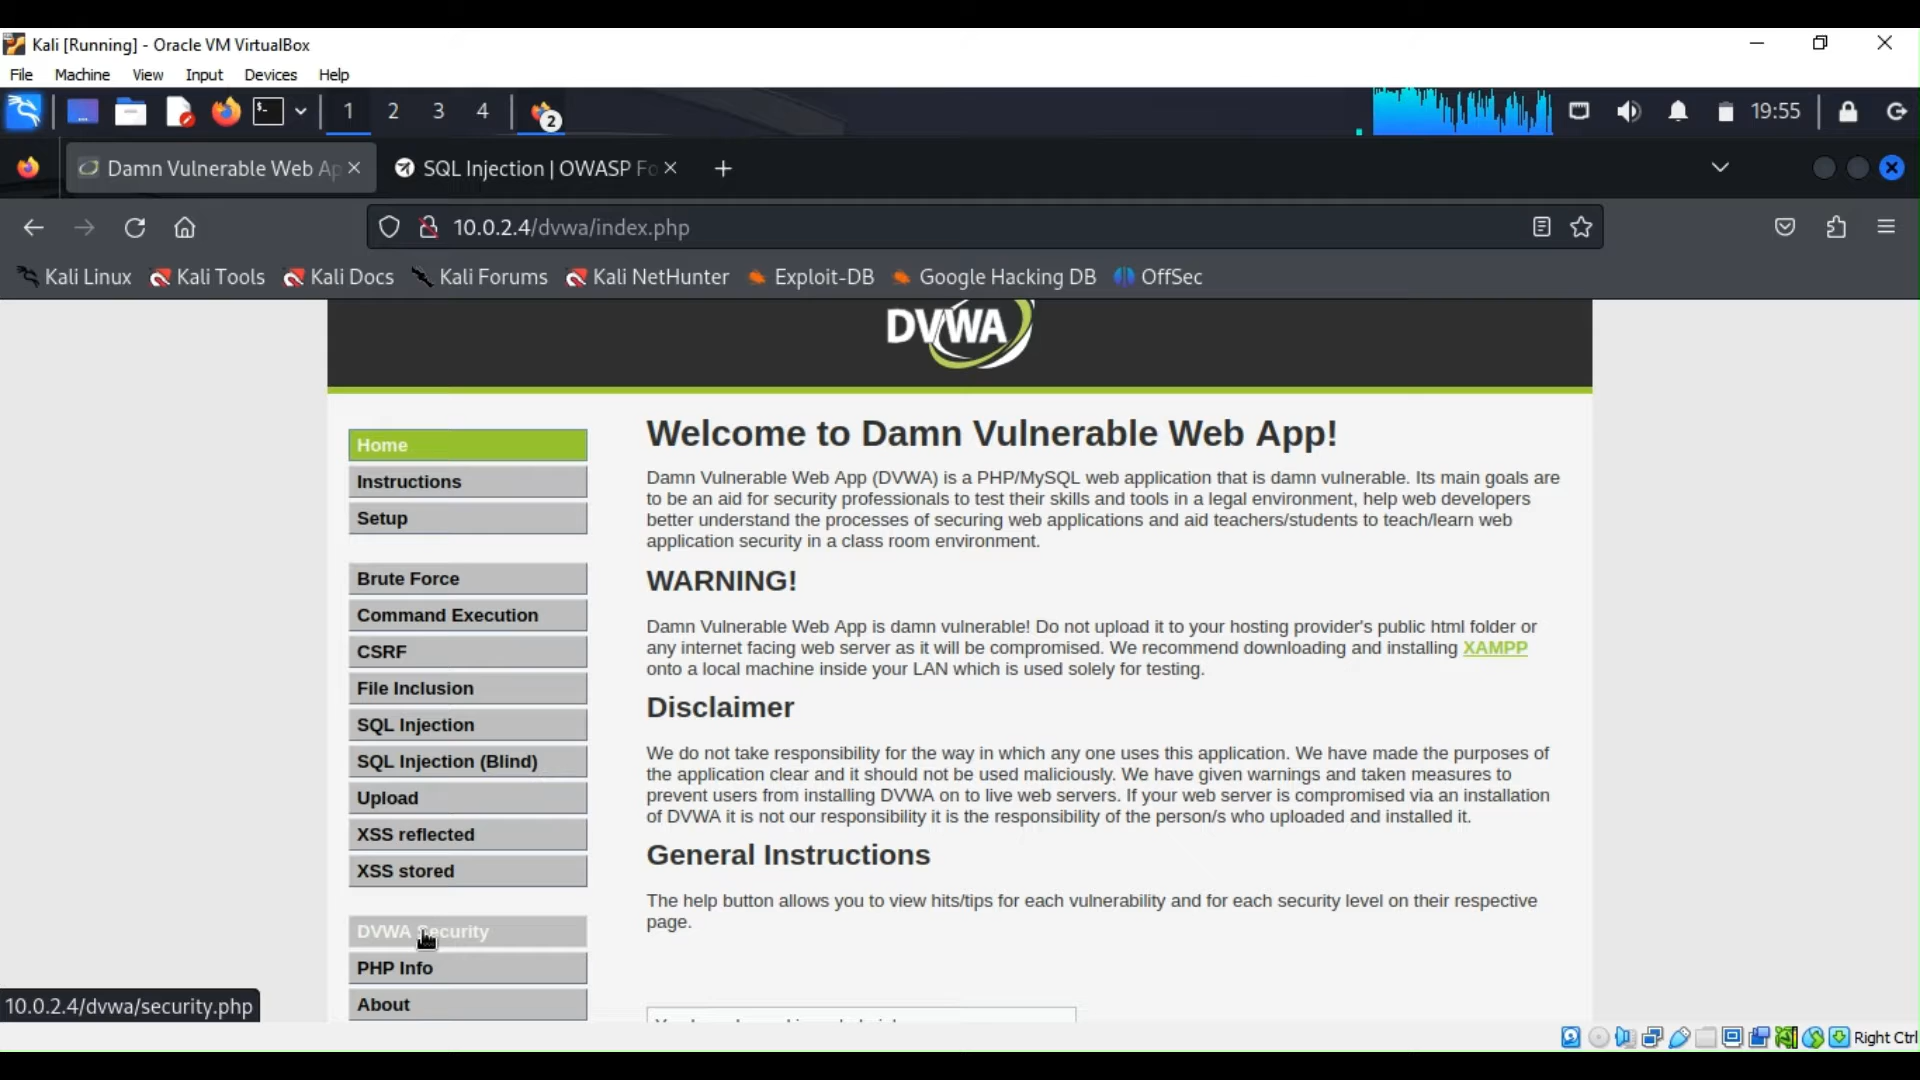 Kali [Running] - Oracle VM VirtualBox
File Machine View Input Devices Help
1 2 3 4 2 19:55
Damn Vulnerable Web Ap SQL Injection | OWASP Fo
10.0.2.4/dvwa/index.php
Kali Linux Kali Tools Kali Docs Kali Forums Kali NetHunter Exploit-DB Google Hacking DB OffSec
DVWA
Home
Instructions
Setup
Brute Force
Command Execution
CSRF
File Inclusion
SQL Injection
SQL Injection (Blind)
Upload
XSS reflected
XSS stored
DVWA Security
PHP Info
About
Welcome to Damn Vulnerable Web App!
Damn Vulnerable Web App (DVWA) is a PHP/MySQL web application that is damn vulnerable. Its main goals are
to be an aid for security professionals to test their skills and tools in a legal environment, help web developers
better understand the processes of securing web applications and aid teachers/students to teach/learn web
application security in a class room environment.
WARNING!
Damn Vulnerable Web App is damn vulnerable! Do not upload it to your hosting provider's public html folder or
any internet facing web server as it will be compromised. We recommend downloading and installing XAMPP
onto a local machine inside your LAN which is used solely for testing.
Disclaimer
We do not take responsibility for the way in which any one uses this application. We have made the purposes of
the application clear and it should not be used maliciously. We have given warnings and taken measures to
prevent users from installing DVWA on to live web servers. If your web server is compromised via an installation
of DVWA it is not our responsibility it is the responsibility of the person/s who uploaded and installed it.
General Instructions
The help button allows you to view hits/tips for each vulnerability and for each security level on their respective
page.
10.0.2.4/dvwa/security.php
Right Ctrl